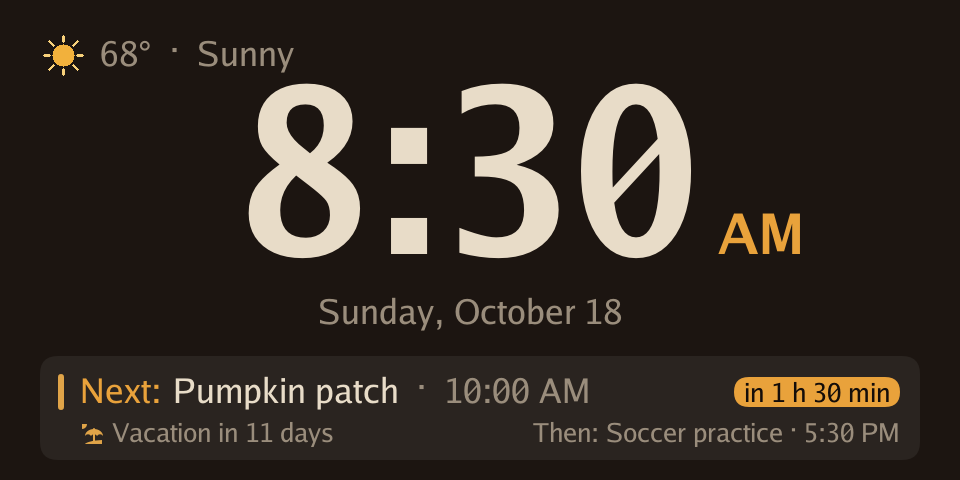 68° · Sunny
8:30 AM
Sunday, October 18
Next: Pumpkin patch · 10:00 AM in 1 h 30 min
Vacation in 11 days Then: Soccer practice · 5:30 PM